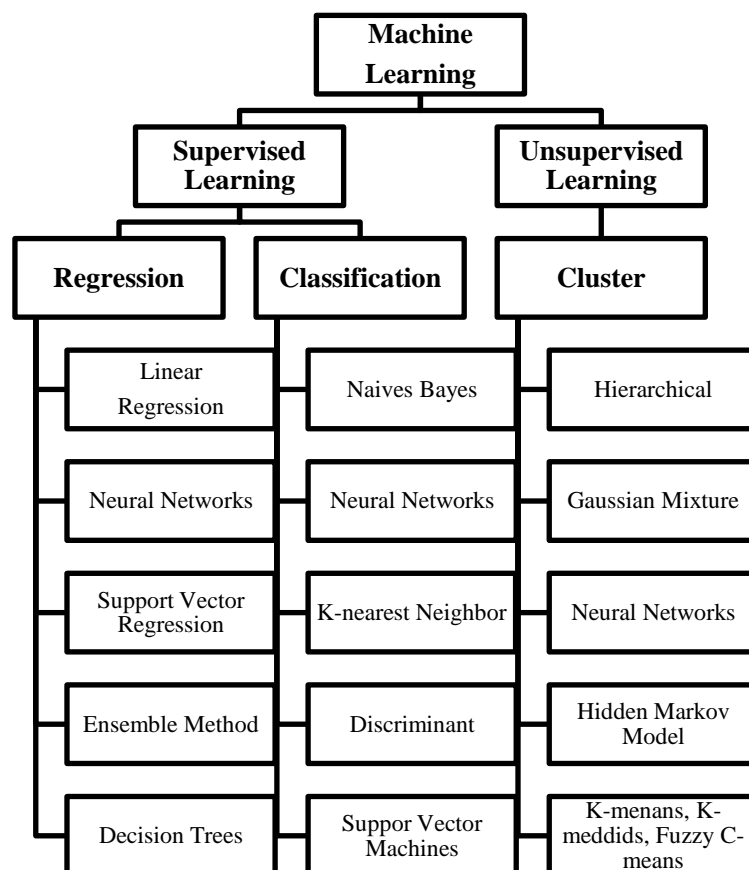 Machine
Learning
Supervised
Learning
Unsupervised
Learning
Regression
Classification
Cluster
Linear
Regression
Naives Bayes
Hierarchical
Neural Networks
Neural Networks
Gaussian Mixture
Support Vector
Regression
K-nearest Neighbor
Neural Networks
Ensemble Method
Discriminant
Hidden Markov
Model
Decision Trees
Suppor Vector
Machines
K-menans, K-
meddids, Fuzzy C-
means